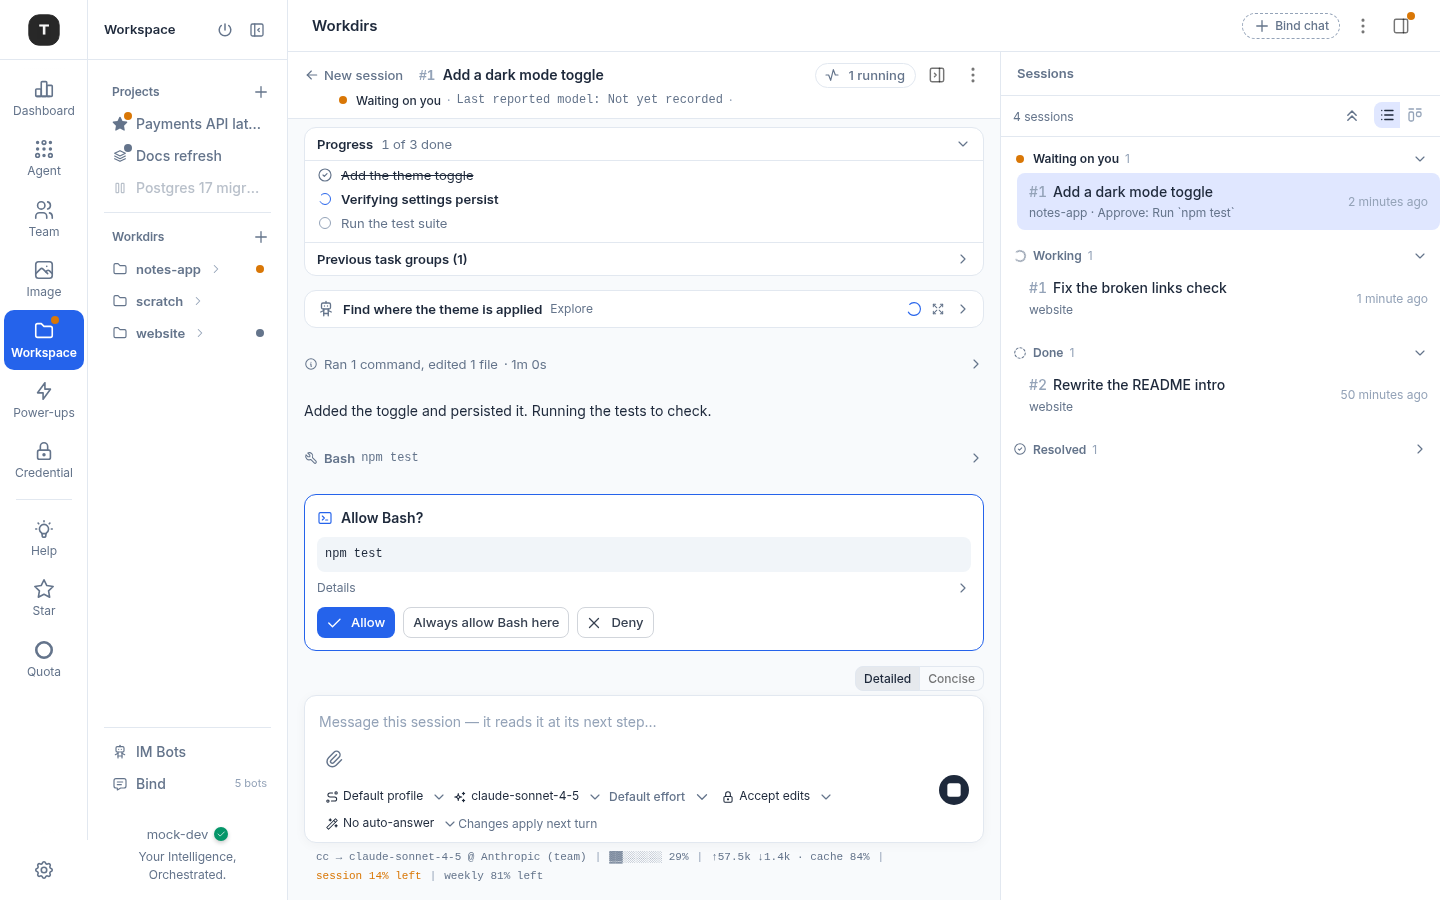 T
Dashboard
Agent
Team
Image
Workspace
Power-ups
Credential
Help
Star
Quota
Workspace
Projects
Payments API lat...
Docs refresh
Postgres 17 migr...
Workdirs
notes-app
scratch
website
IM Bots
Bind 5 bots
mock-dev
Your Intelligence,
Orchestrated.
Workdirs
Bind chat
New session #1 Add a dark mode toggle
1 running
Waiting on you · Last reported model: Not yet recorded ·
Progress 1 of 3 done
Add the theme toggle
Verifying settings persist
Run the test suite
Previous task groups (1)
Find where the theme is applied Explore
Ran 1 command, edited 1 file · 1m 0s
Added the toggle and persisted it. Running the tests to check.
Bash npm test
Allow Bash?
npm test
Details
Allow
Always allow Bash here
Deny
Detailed Concise
Message this session — it reads it at its next step...
Default profile claude-sonnet-4-5 Default effort Accept edits
No auto-answer Changes apply next turn
cc → claude-sonnet-4-5 @ Anthropic (team) | ▓▓░░░░░░ 29% | ↑57.5k ↓1.4k · cache 84% |
session 14% left | weekly 81% left
Sessions
4 sessions
Waiting on you 1
#1 Add a dark mode toggle
2 minutes ago
notes-app · Approve: Run `npm test`
Working 1
#1 Fix the broken links check
1 minute ago
website
Done 1
#2 Rewrite the README intro
50 minutes ago
website
Resolved 1